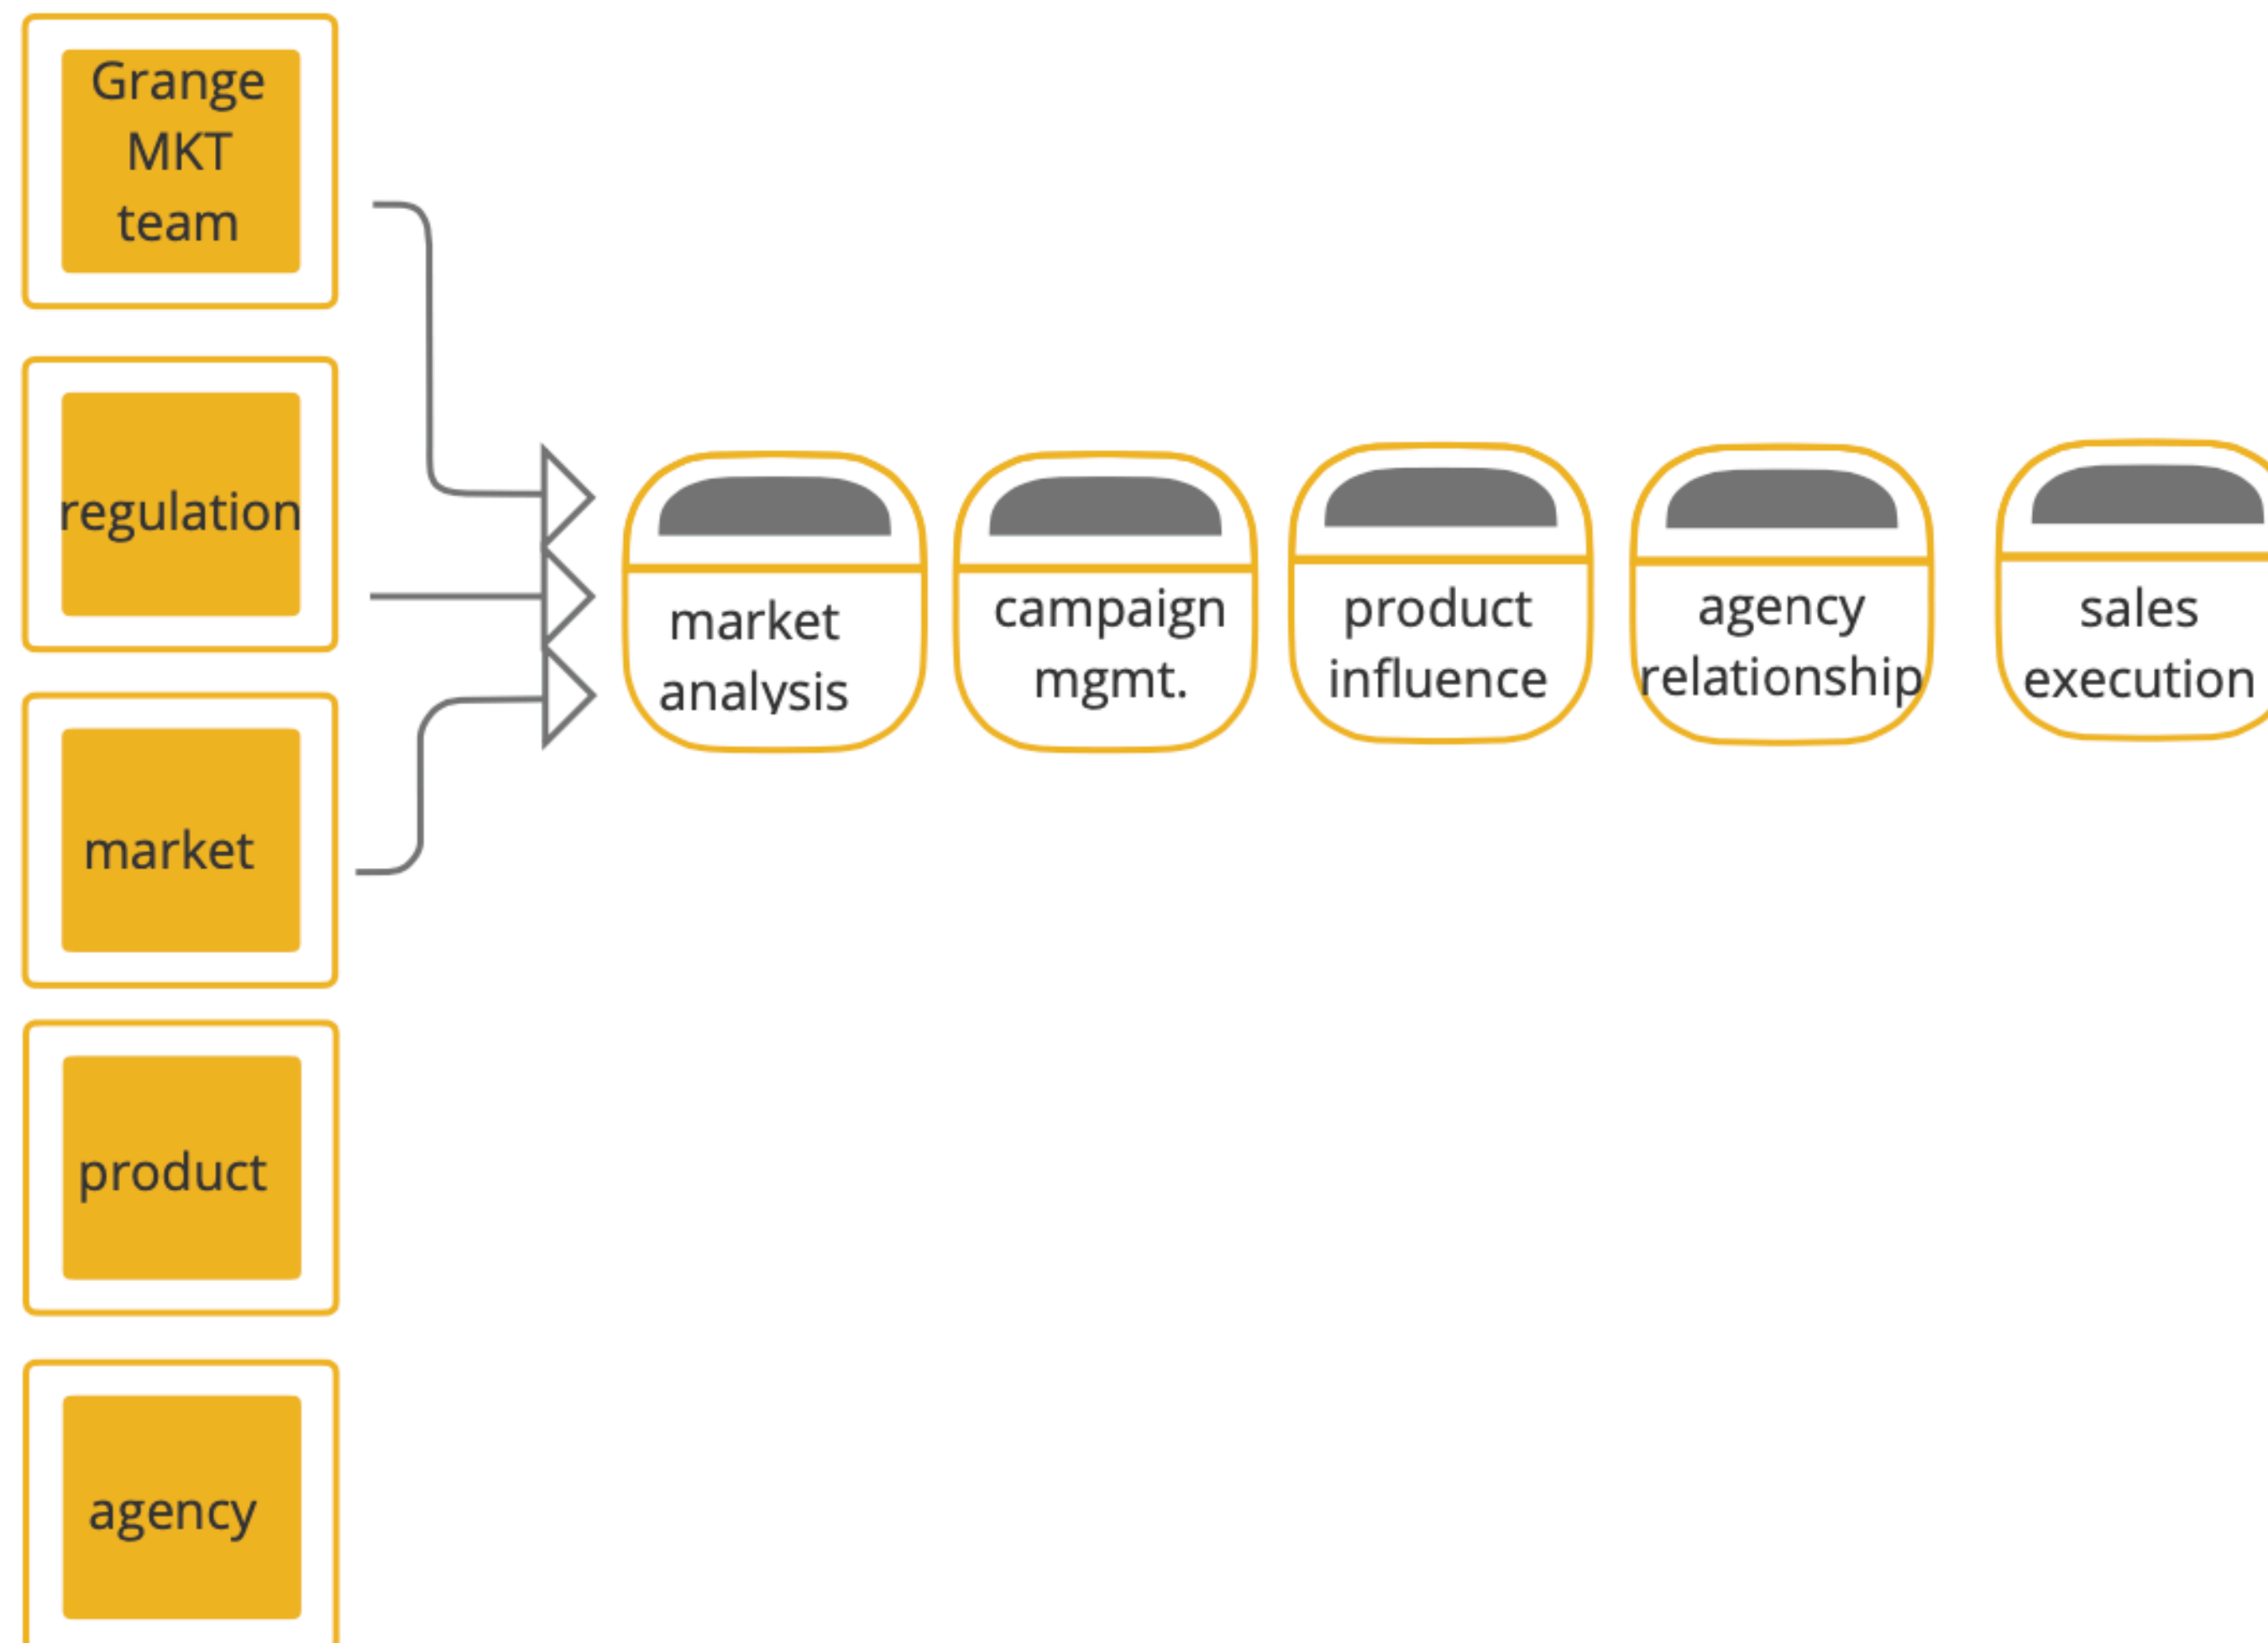 Grange
MKT
team
regulation
market
product
agency
market
analysis
campaign
mgmt.
product
influence
agency
relationship
sales
execution